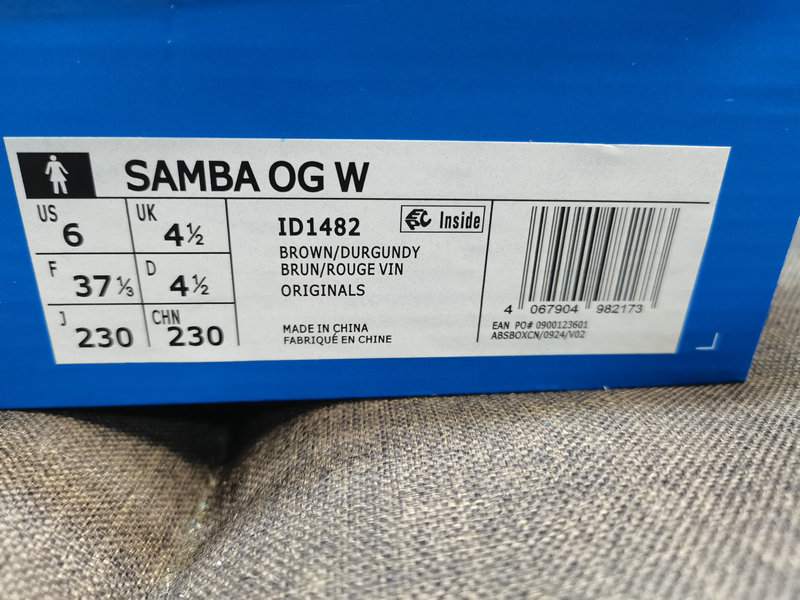 SAMBA OG W
US 6 UK 4½
F 37⅓ D 4½
J 230 CHN 230
ID1482
Inside
BROWN/DURGUNDY
BRUN/ROUGE VIN
ORIGINALS
MADE IN CHINA
FABRIQUÉ EN CHINE
4 067904 982173
EAN PO# 0900123601
ABSBOXCN/0924/V02